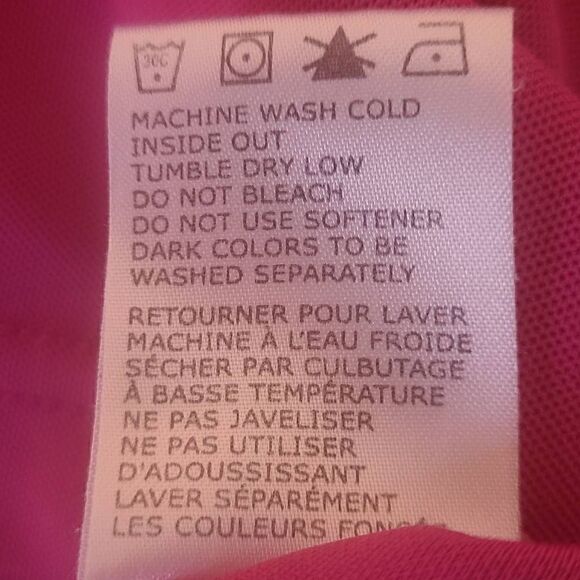 30C
MACHINE WASH COLD
INSIDE OUT
TUMBLE DRY LOW
DO NOT BLEACH
DO NOT USE SOFTENER
DARK COLORS TO BE
WASHED SEPARATELY
RETOURNER POUR LAVER
MACHINE À L'EAU FROIDE
SÉCHER PAR CULBUTAGE
À BASSE TEMPÉRATURE
NE PAS JAVELISER
NE PAS UTILISER
D'ADOUSSISSANT
LAVER SÉPARÉMENT
LES COULEURS